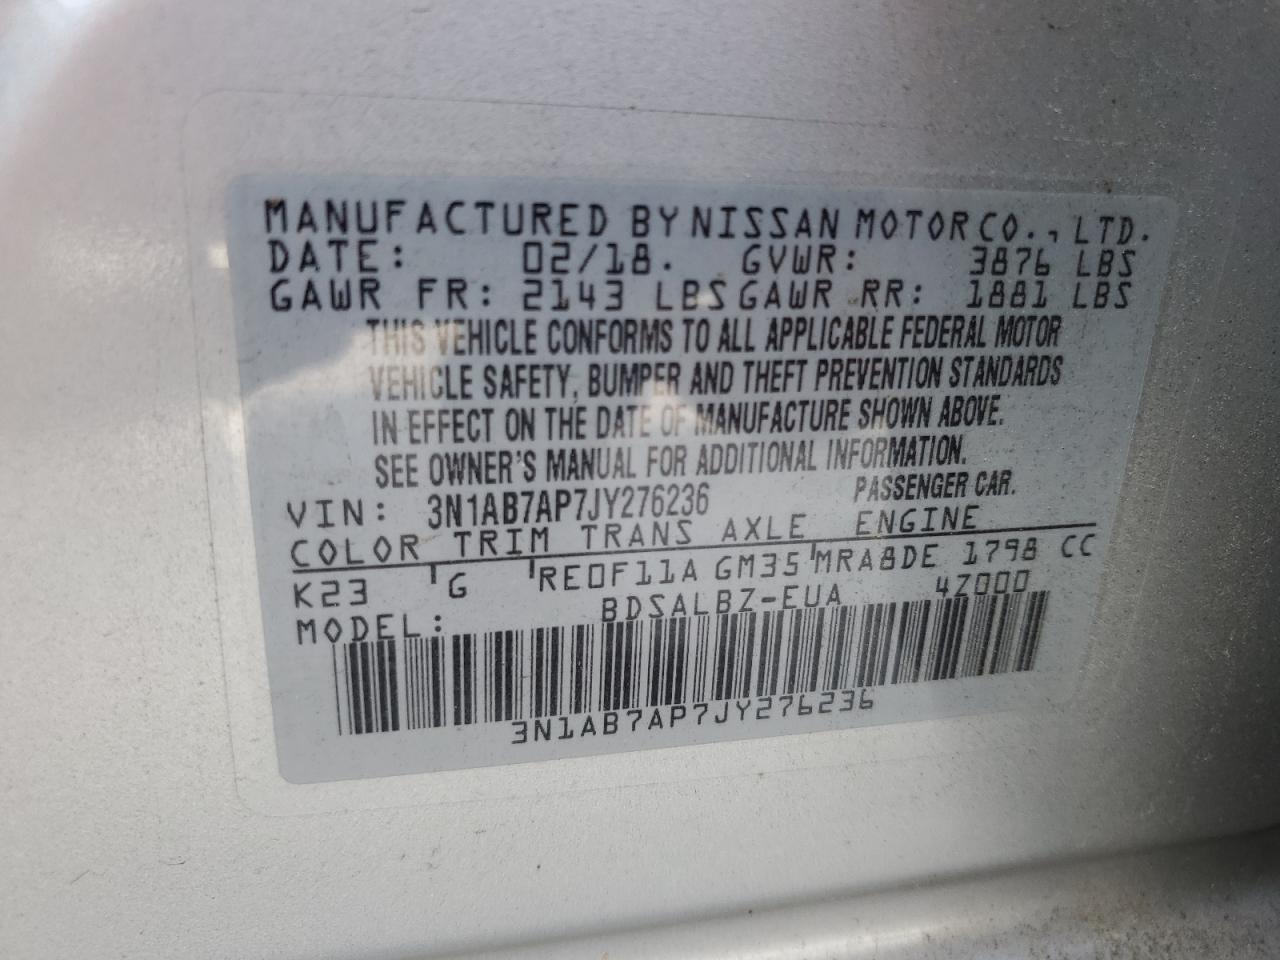 MANUFACTURED BY NISSAN MOTOR CO., LTD.
DATE: 02/18. GVWR: 3876 LBS
GAWR FR: 2143 LBS GAWR RR: 1881 LBS
THIS VEHICLE CONFORMS TO ALL APPLICABLE FEDERAL MOTOR
VEHICLE SAFETY, BUMPER AND THEFT PREVENTION STANDARDS
IN EFFECT ON THE DATE OF MANUFACTURE SHOWN ABOVE.
SEE OWNER'S MANUAL FOR ADDITIONAL INFORMATION.
VIN: 3N1AB7AP7JY276236 PASSENGER CAR.
COLOR TRIM TRANS AXLE ENGINE
K23 G RE0F11A GM35 MRA8DE 1798 CC
MODEL: BDSALBZ-EUA 4Z000
3N1AB7AP7JY276236